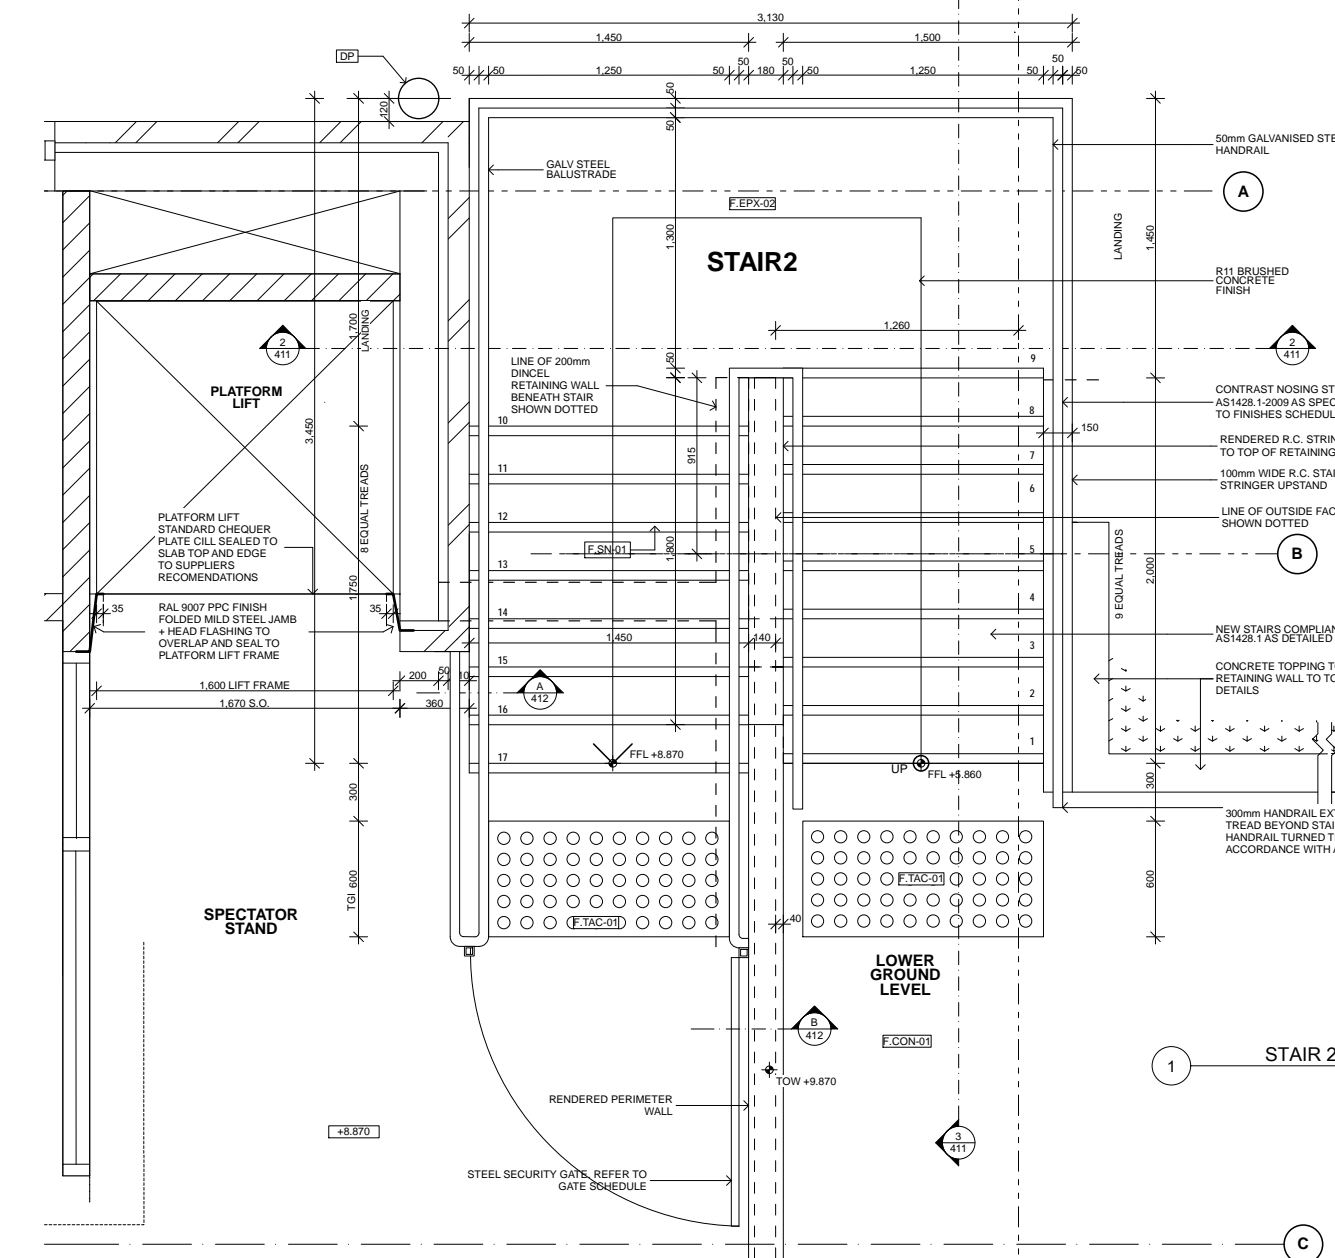 3,130
1,450
1,500
50
50
1,250
50
50
180
50
50
1,250
50
50
50
DP
120
50
50
GALV STEEL
BALUSTRADE
50mm GALVANISED STE
HANDRAIL
A
F.EPX-02
1,300
LANDING
1,450
STAIR2
R11 BRUSHED
CONCRETE
FINISH
1,260
1,700
LANDING
2
411
2
411
PLATFORM
LIFT
LINE OF 200mm
DINCEL
RETAINING WALL
BENEATH STAIR
SHOWN DOTTED
50
9
CONTRAST NOSING ST
AS1428.1-2009 AS SPEC
TO FINISHES SCHEDUL
3,450
10
8
150
915
RENDERED R.C. STRIN
TO TOP OF RETAINING
11
7
100mm WIDE R.C. STAI
STRINGER UPSTAND
6
8 EQUAL TREADS
PLATFORM LIFT
STANDARD CHEQUER
PLATE CILL SEALED TO
SLAB TOP AND EDGE
TO SUPPLIERS
RECOMENDATIONS
12
LINE OF OUTSIDE FAC
SHOWN DOTTED
F.SN-01
1,800
5
B
9 EQUAL TREADS
2,000
13
1,750
4
35
35
RAL 9007 PPC FINISH
FOLDED MILD STEEL JAMB
+ HEAD FLASHING TO
OVERLAP AND SEAL TO
PLATFORM LIFT FRAME
14
1,450
140
3
NEW STAIRS COMPLIAN
AS1428.1 AS DETAILED
15
CONCRETE TOPPING TO
RETAINING WALL TO TO
DETAILS
200
50
10
1,600 LIFT FRAME
A
412
2
1,670 S.O.
360
16
1
17
FFL +8.870
UP
FFL +5.860
300
300
300mm HANDRAIL EX
TREAD BEYOND STAI
HANDRAIL TURNED T
ACCORDANCE WITH A
TGI 600
F.TAC-01
600
SPECTATOR
STAND
F.TAC-01
40
LOWER
GROUND
LEVEL
B
412
F.CON-01
1
STAIR 2
TOW +9.870
RENDERED PERIMETER
WALL
+8.870
3
411
STEEL SECURITY GATE, REFER TO
GATE SCHEDULE
C